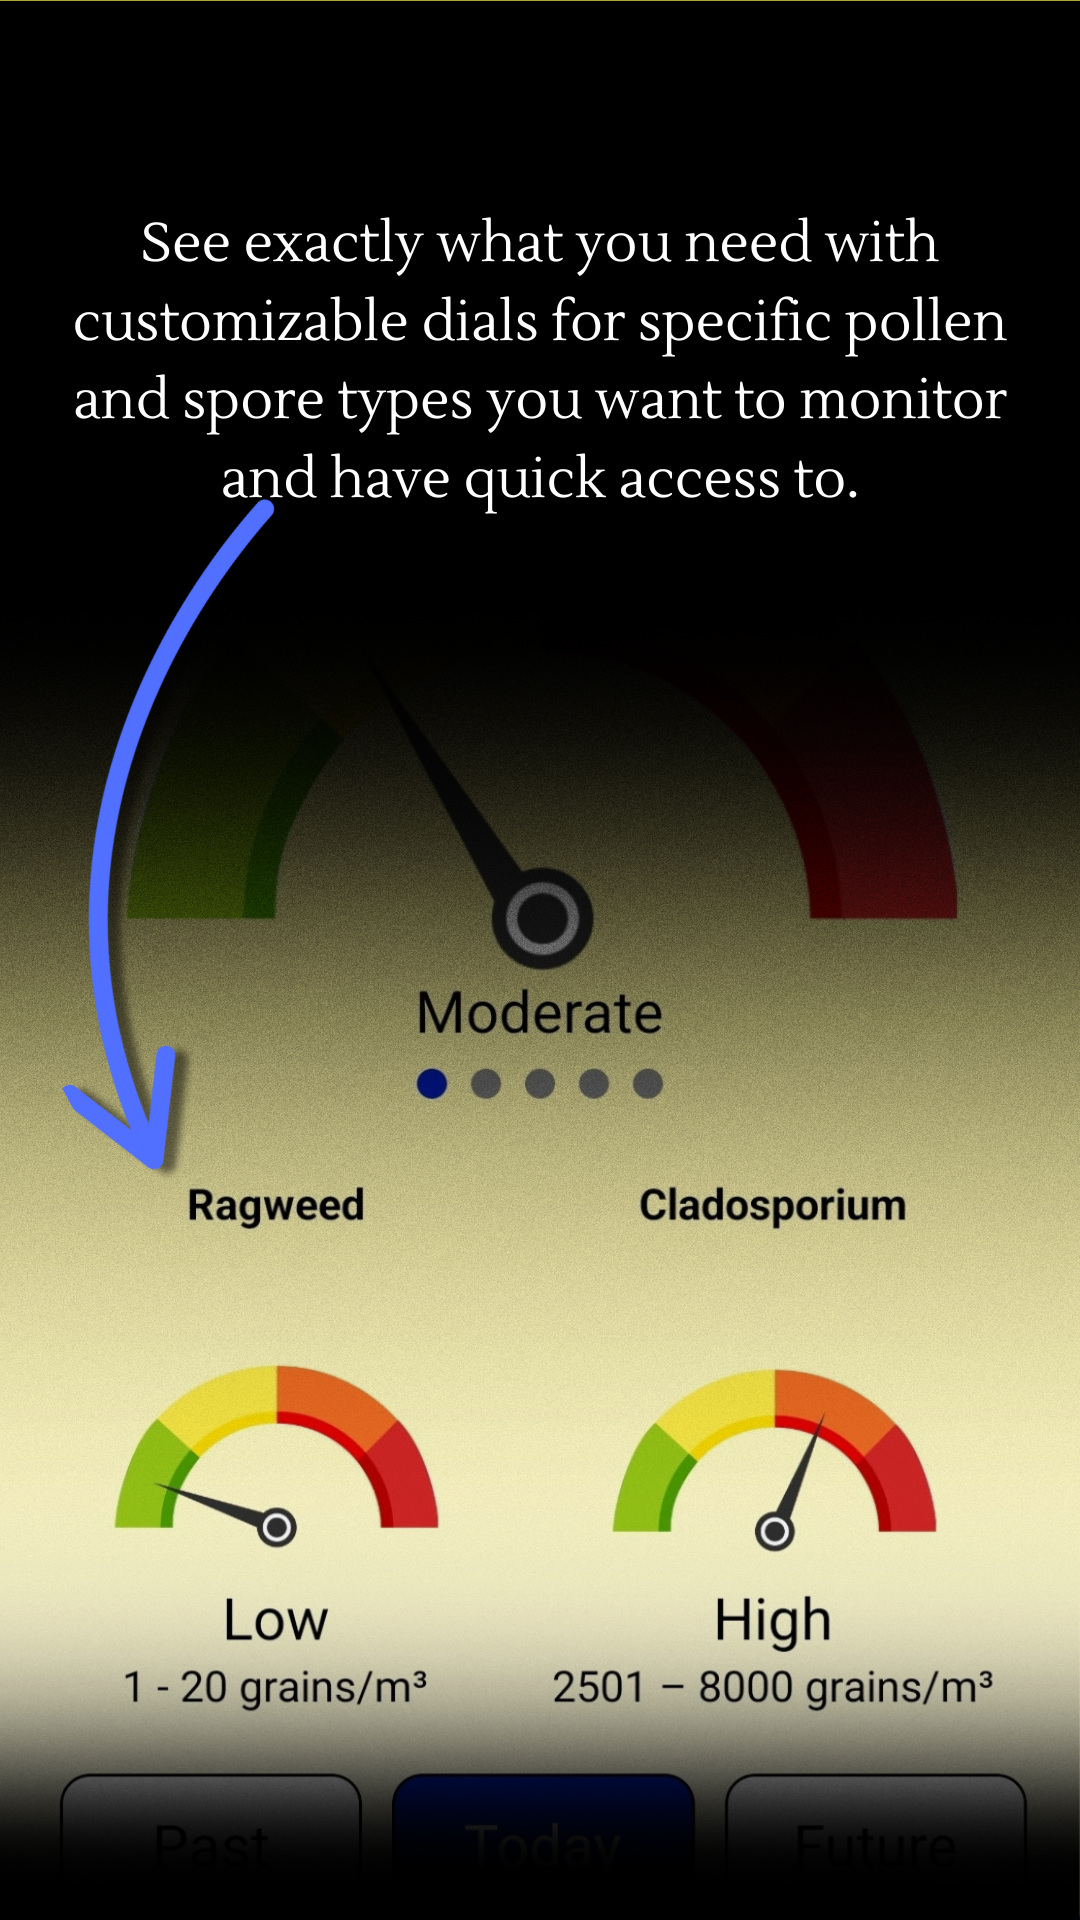 See exactly what you need with
customizable dials for specific pollen
and spore types you want to monitor
and have quick access to.
Moderate
Ragweed
Cladosporium
Low
High
1 - 20 grains/m³
2501 – 8000 grains/m³
Past
Today
Future